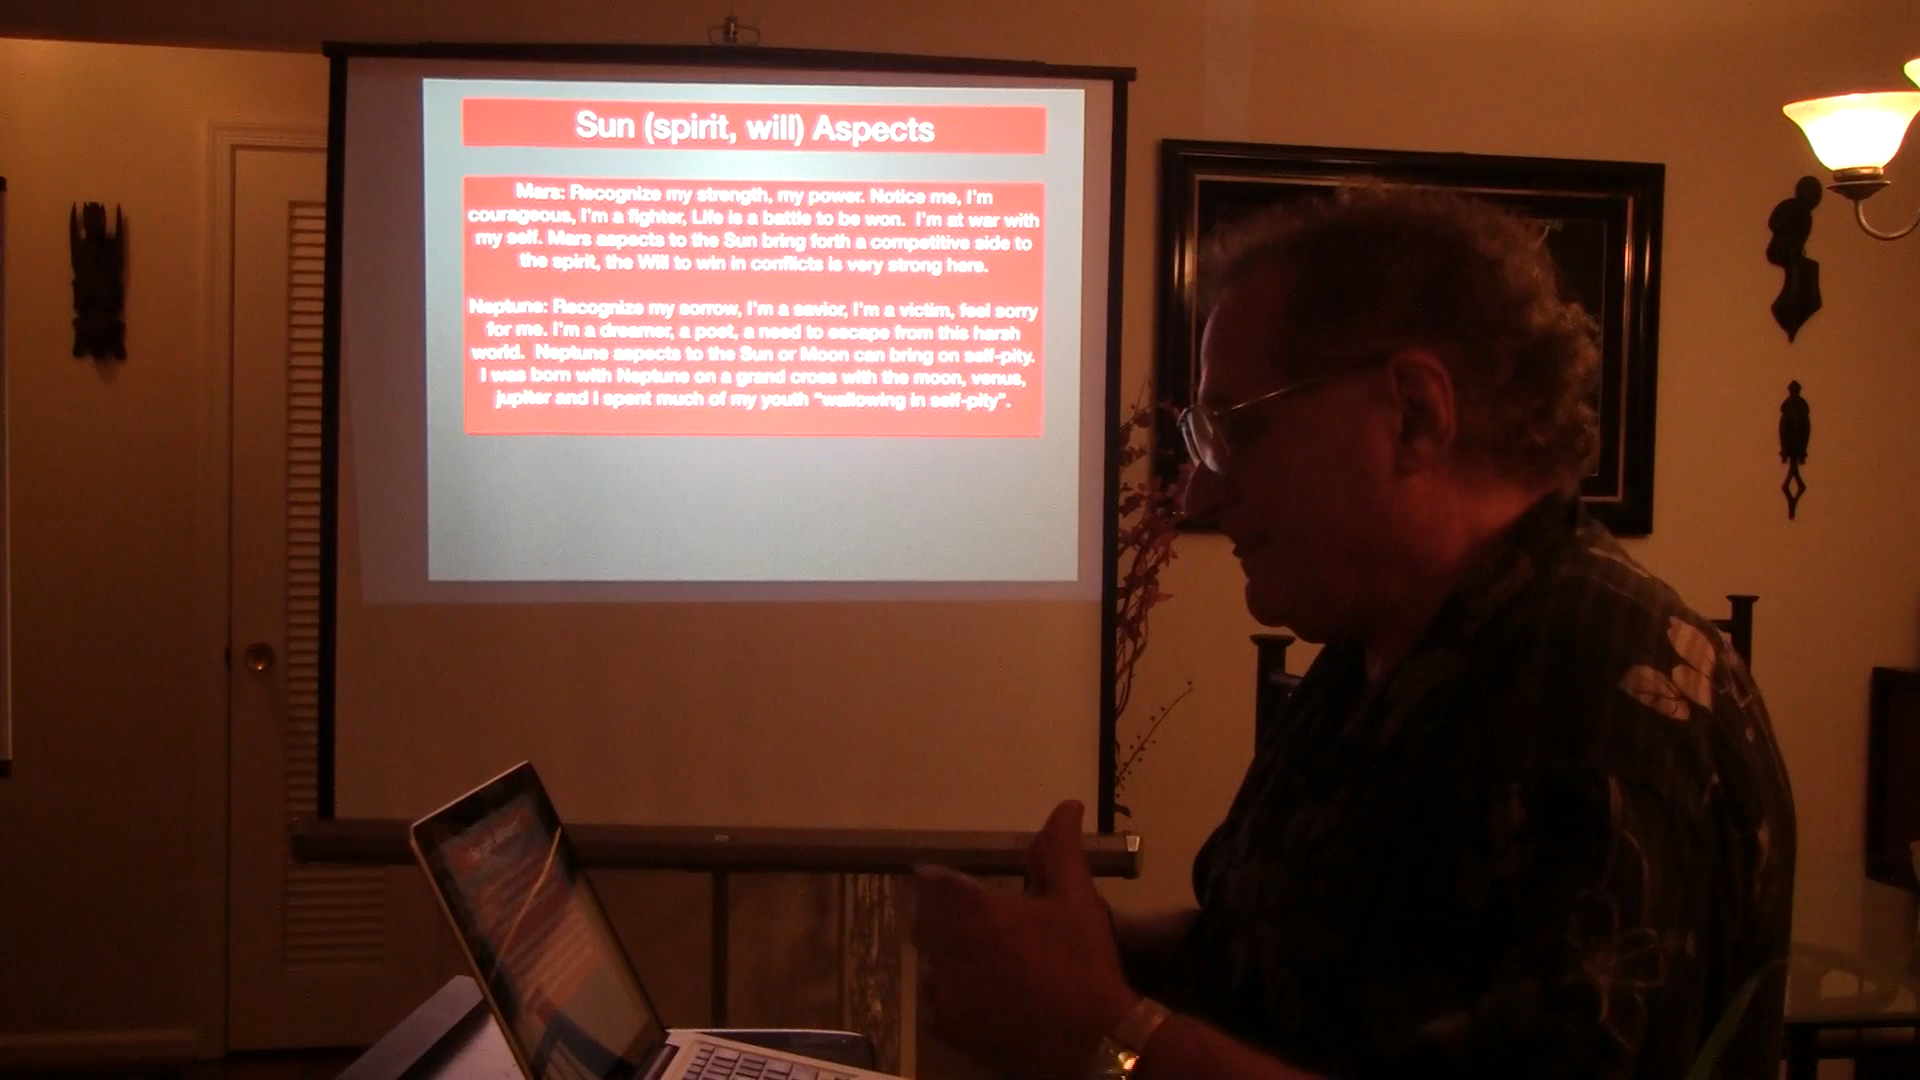 Sun (spirit, will) Aspects
Mars: Recognize my strength, my power. Notice me, I'm
courageous, I'm a fighter, Life is a battle to be won.  I'm at war with
my self. Mars aspects to the Sun bring forth a competitive side to
the spirit, the Will to win in conflicts is very strong here.
Neptune: Recognize my sorrow, I'm a savior, I'm a victim, feel sorry
for me. I'm a dreamer, a poet, a need to escape from this harsh
world.  Neptune aspects to the Sun or Moon can bring on self-pity.
I was born with Neptune on a grand cross with the moon, venus,
jupiter and I spent much of my youth "wallowing in self-pity".